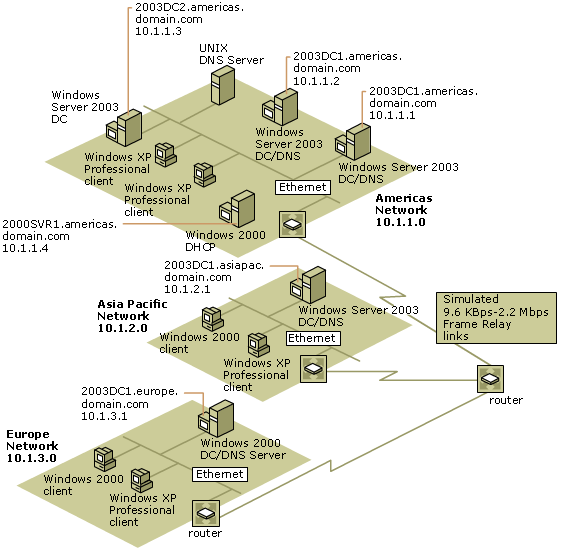 2003DC2.americas.
domain.com
10.1.1.3
UNIX
DNS Server
2003DC1.americas.
domain.com
10.1.1.2
2003DC1.americas.
domain.com
10.1.1.1
Windows
Server 2003
DC
Windows
Server 2003
DC/DNS
Windows Server 2003
DC/DNS
Windows XP
Professional
client
Windows XP
Professional
client
Ethernet
Americas
Network
10.1.1.0
2000SVR1.americas.
domain.com
10.1.1.4
Windows 2000
DHCP
2003DC1.asiapac.
domain.com
10.1.2.1
Asia Pacific
Network
10.1.2.0
Windows Server 2003
DC/DNS
Simulated
9.6 KBps-2.2 Mbps
Frame Relay
links
Windows 2000
client
Ethernet
Windows XP
Professional
client
router
2003DC1.europe.
domain.com
10.1.3.1
Europe
Network
10.1.3.0
Windows 2000
DC/DNS Server
Windows 2000
client
Ethernet
Windows XP
Professional
client
router